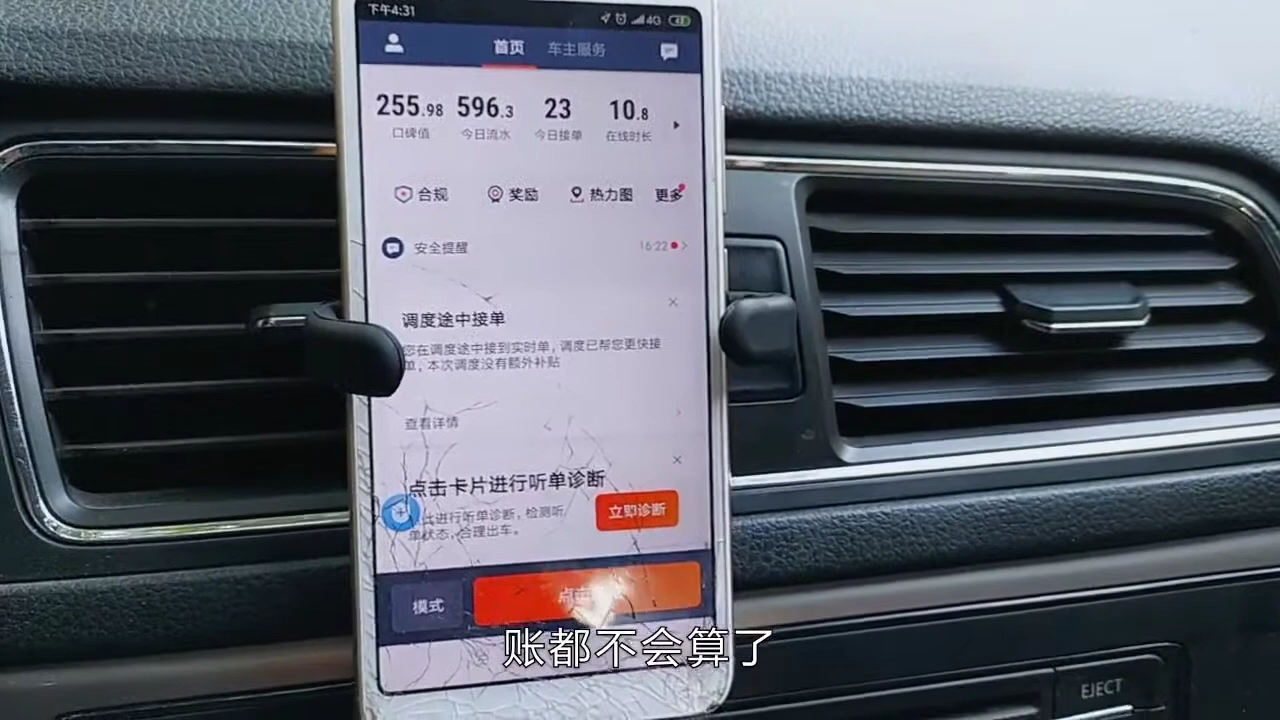 下午4:31
4G
首页 车主服务
255.98 596.3 23 10.8
口碑值 今日流水 今日接单 在线时长
合规 奖励 热力图 更多
安全提醒 16:22
调度途中接单
您在调度途中接到实时单，调度已帮您更快接
单，本次调度没有额外补贴
查看详情
点击卡片进行听单诊断
此进行听单诊断，检测听
单状态，合理出车。
立即诊断
模式 点击
账都不会算了
EJECT